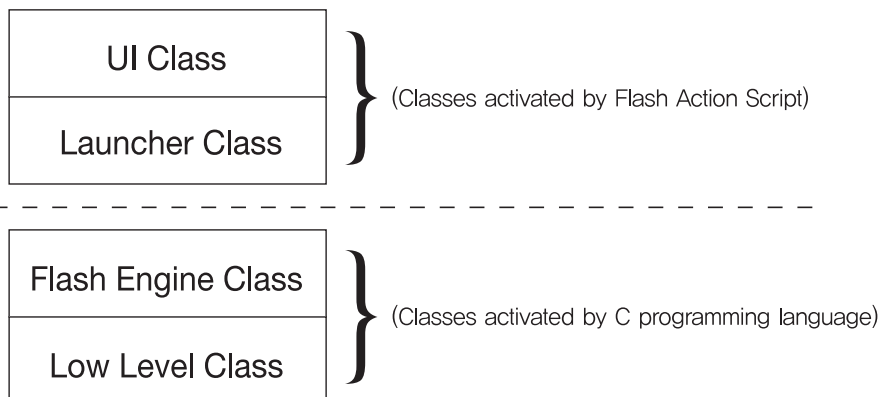 UI Class
(Classes activated by Flash Action Script)
Launcher Class
Flash Engine Class
(Classes activated by C programming language)
Low Level Class